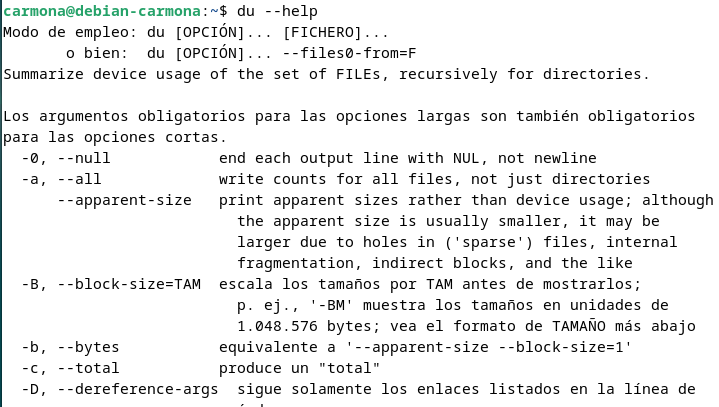 carmona@debian-carmona:~$ du --help
Modo de empleo: du [OPCIÓN]... [FICHERO]...
o bien:  du [OPCIÓN]... --files0-from=F
Summarize device usage of the set of FILEs, recursively for directories.
Los argumentos obligatorios para las opciones largas son también obligatorios
para las opciones cortas.
-0, --null            end each output line with NUL, not newline
-a, --all             write counts for all files, not just directories
--apparent-size   print apparent sizes rather than device usage; although
the apparent size is usually smaller, it may be
larger due to holes in ('sparse') files, internal
fragmentation, indirect blocks, and the like
-B, --block-size=TAM  escala los tamaños por TAM antes de mostrarlos;
p. ej., '-BM' muestra los tamaños en unidades de
1.048.576 bytes; vea el formato de TAMAÑO más abajo
-b, --bytes           equivalente a '--apparent-size --block-size=1'
-c, --total           produce un "total"
-D, --dereference-args  sigue solamente los enlaces listados en la línea de